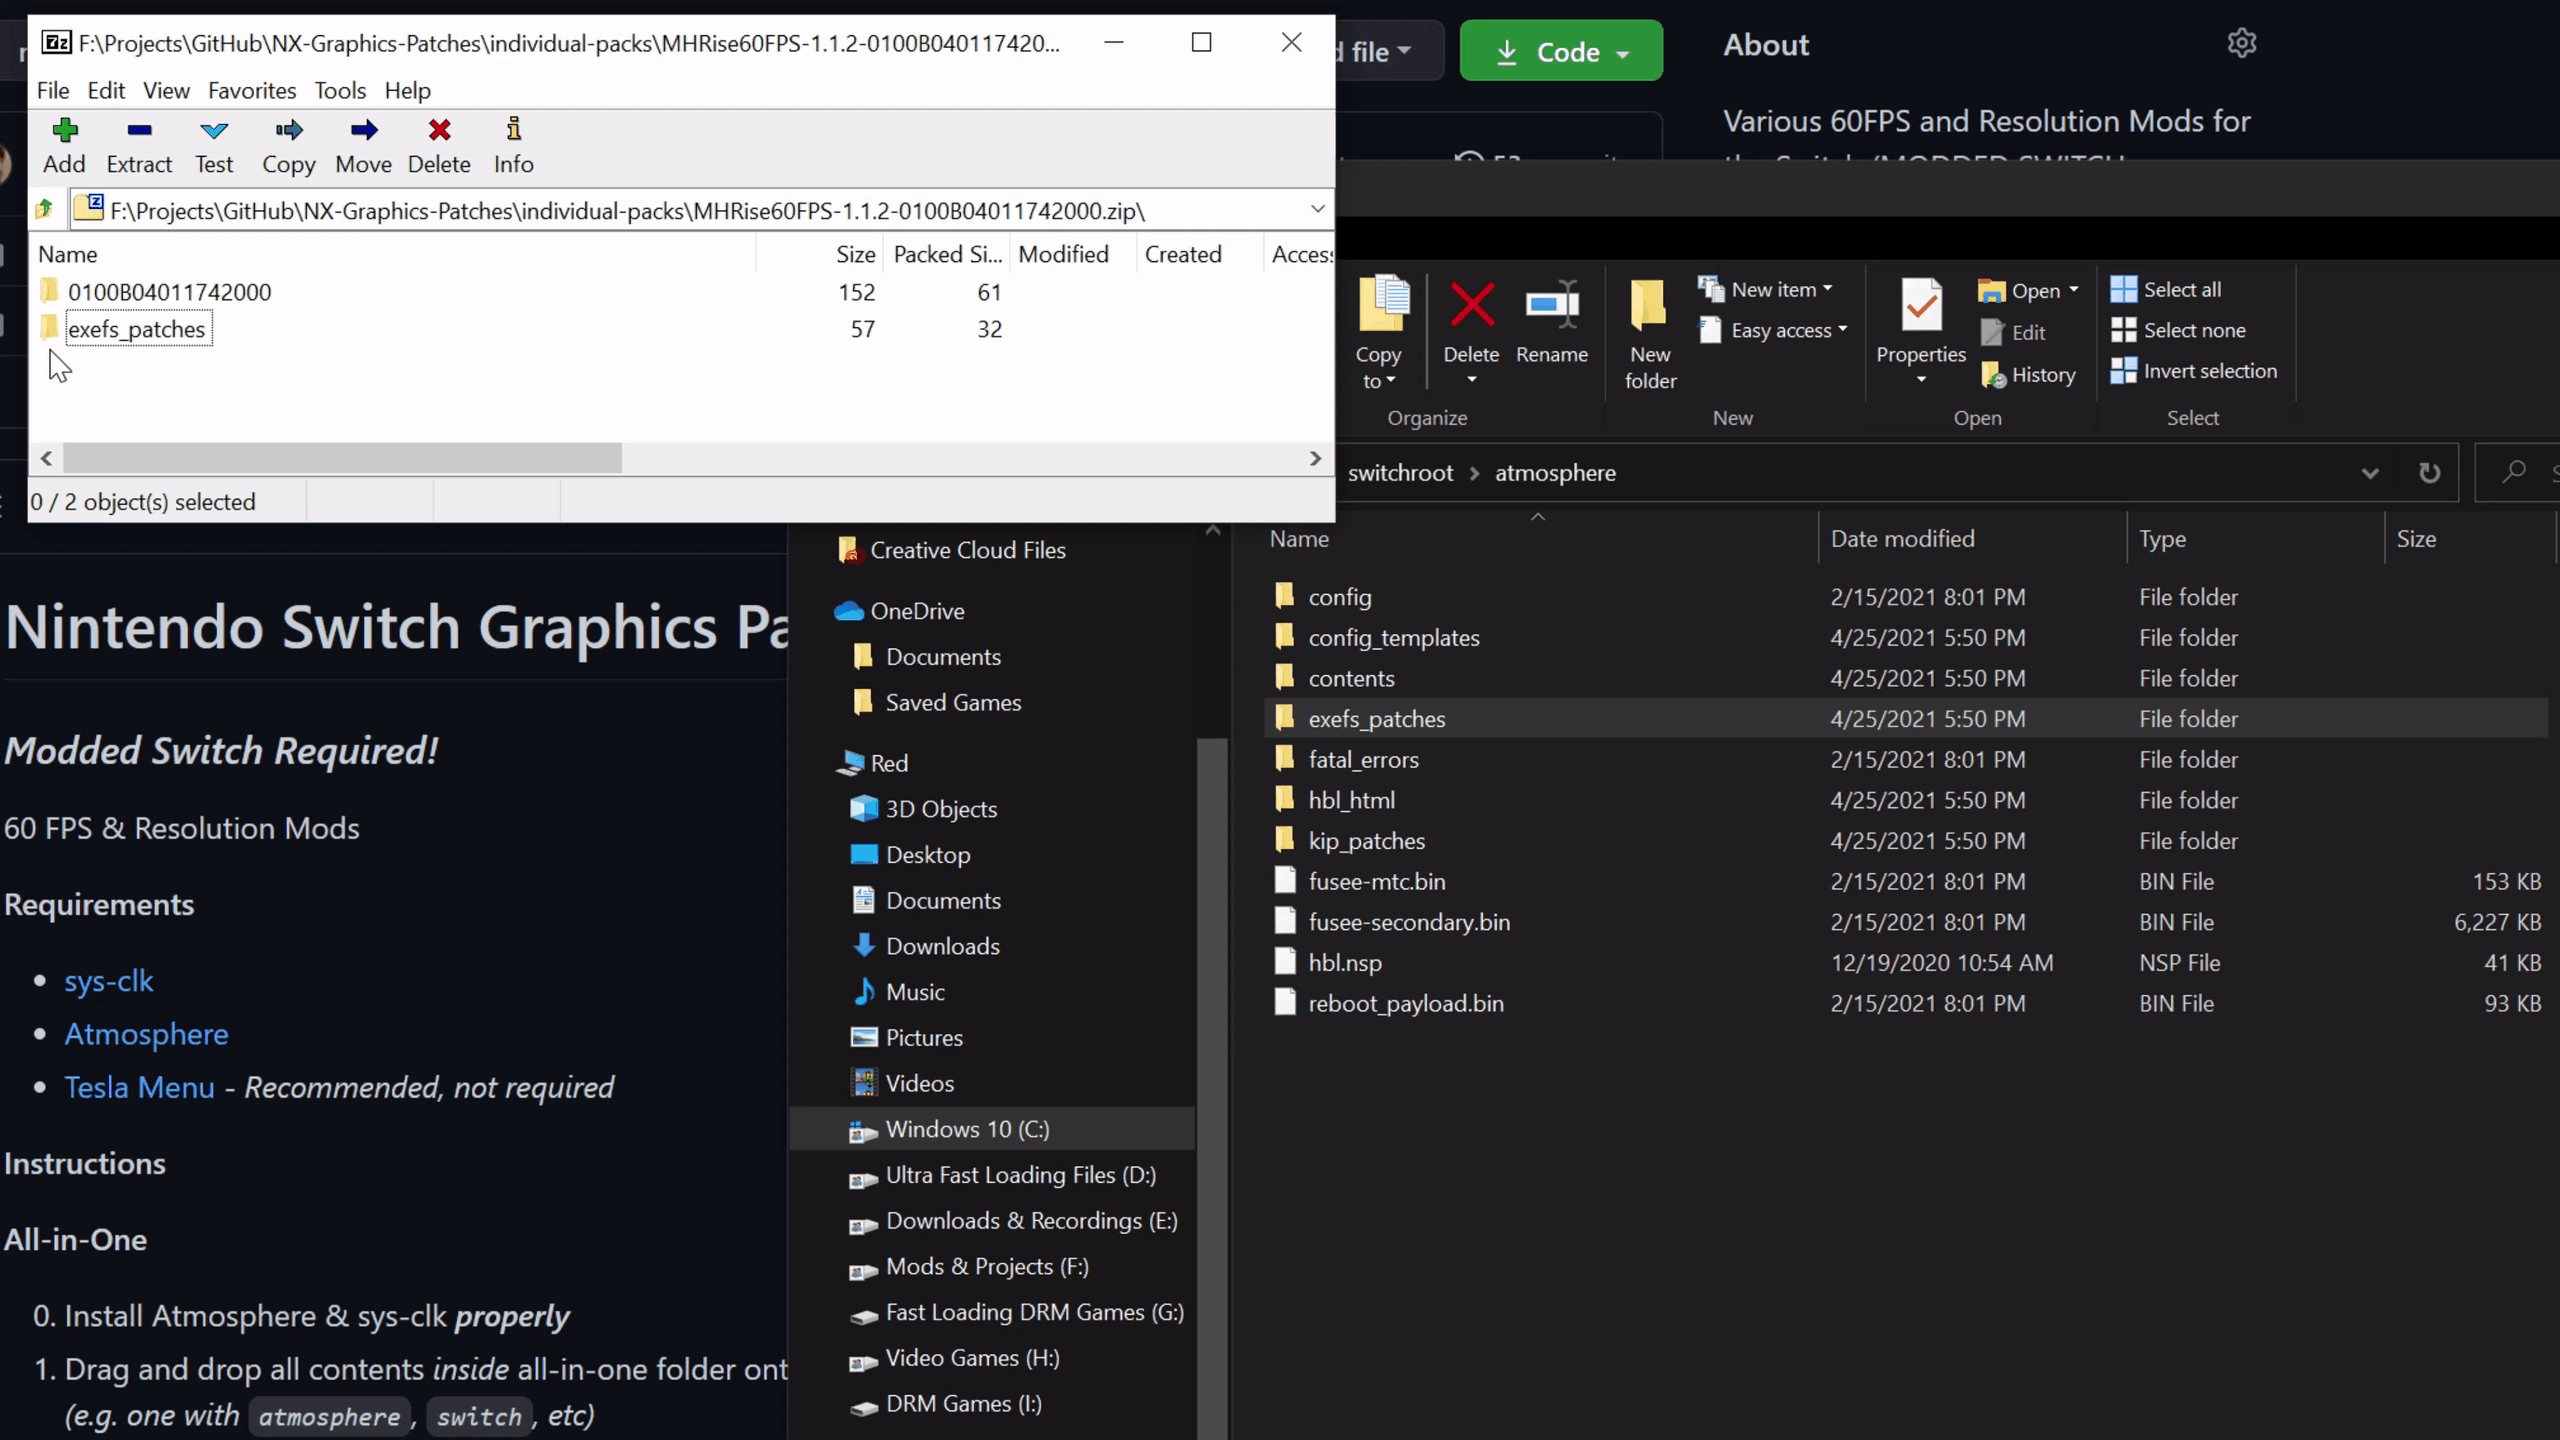 F:\Projects\GitHub\NX-Graphics-Patches\individual-packs\MHRise60FPS-1.1.2-0100B040117420...
File Edit View Favorites Tools Help
Add Extract Test Copy Move Delete Info
F:\Projects\GitHub\NX-Graphics-Patches\individual-packs\MHRise60FPS-1.1.2-0100B04011742000.zip\
Name Size Packed Si... Modified Created Access
0100B04011742000 152 61
exefs_patches 57 32
0 / 2 object(s) selected
file Code About
Various 60FPS and Resolution Mods for
Copy to Delete Rename New folder
New item
Easy access
Properties
Open
Edit
History
Select all
Select none
Invert selection
Organize New Open Select
switchroot > atmosphere
Name Date modified Type Size
config 2/15/2021 8:01 PM File folder
config_templates 4/25/2021 5:50 PM File folder
contents 4/25/2021 5:50 PM File folder
exefs_patches 4/25/2021 5:50 PM File folder
fatal_errors 2/15/2021 8:01 PM File folder
hbl_html 4/25/2021 5:50 PM File folder
kip_patches 4/25/2021 5:50 PM File folder
fusee-mtc.bin 2/15/2021 8:01 PM BIN File 153 KB
fusee-secondary.bin 2/15/2021 8:01 PM BIN File 6,227 KB
hbl.nsp 12/19/2020 10:54 AM NSP File 41 KB
reboot_payload.bin 2/15/2021 8:01 PM BIN File 93 KB
Creative Cloud Files
OneDrive
Documents
Saved Games
Red
3D Objects
Desktop
Documents
Downloads
Music
Pictures
Videos
Windows 10 (C:)
Ultra Fast Loading Files (D:)
Downloads & Recordings (E:)
Mods & Projects (F:)
Fast Loading DRM Games (G:)
Video Games (H:)
DRM Games (I:)
Nintendo Switch Graphics Pa
Modded Switch Required!
60 FPS & Resolution Mods
Requirements
• sys-clk
• Atmosphere
• Tesla Menu - Recommended, not required
Instructions
All-in-One
0. Install Atmosphere & sys-clk properly
1. Drag and drop all contents inside all-in-one folder ont
(e.g. one with atmosphere, switch, etc)